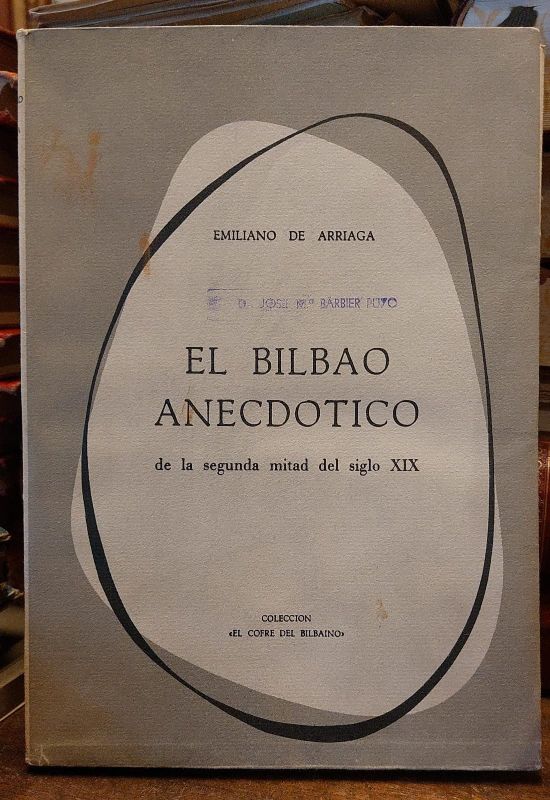 EMILIANO DE ARRIAGA
JOSE Mª BARBIER
EL BILBAO
ANECDOTICO
de la segunda mitad del siglo XIX
COLECCION
«EL COFRE DEL BILBAINO»